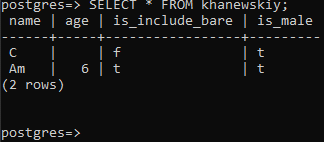 postgres=> SELECT * FROM khanewskiy;
 name | age | is_include_bare | is_male
------+-----+-----------------+---------
 C    |     | f               | t
 Am   |   6 | t               | t
(2 rows)
postgres=>